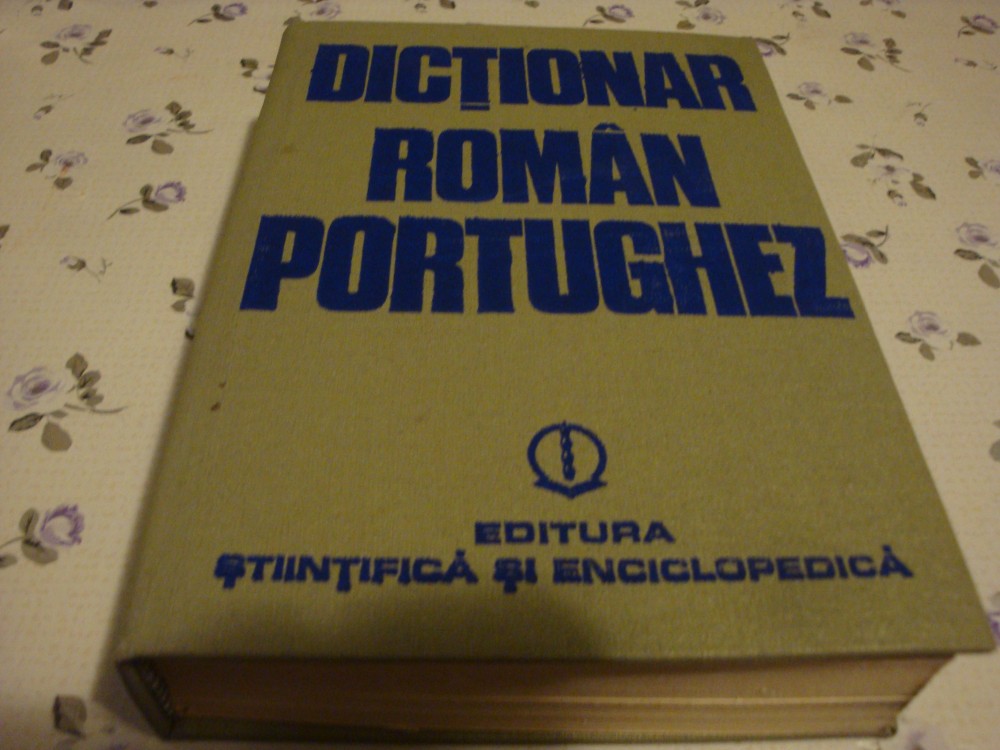 DICȚIONAR
ROMÂN
PORTUGHEZ
EDITURA
ȘTIINȚIFICĂ ȘI ENCICLOPEDICĂ